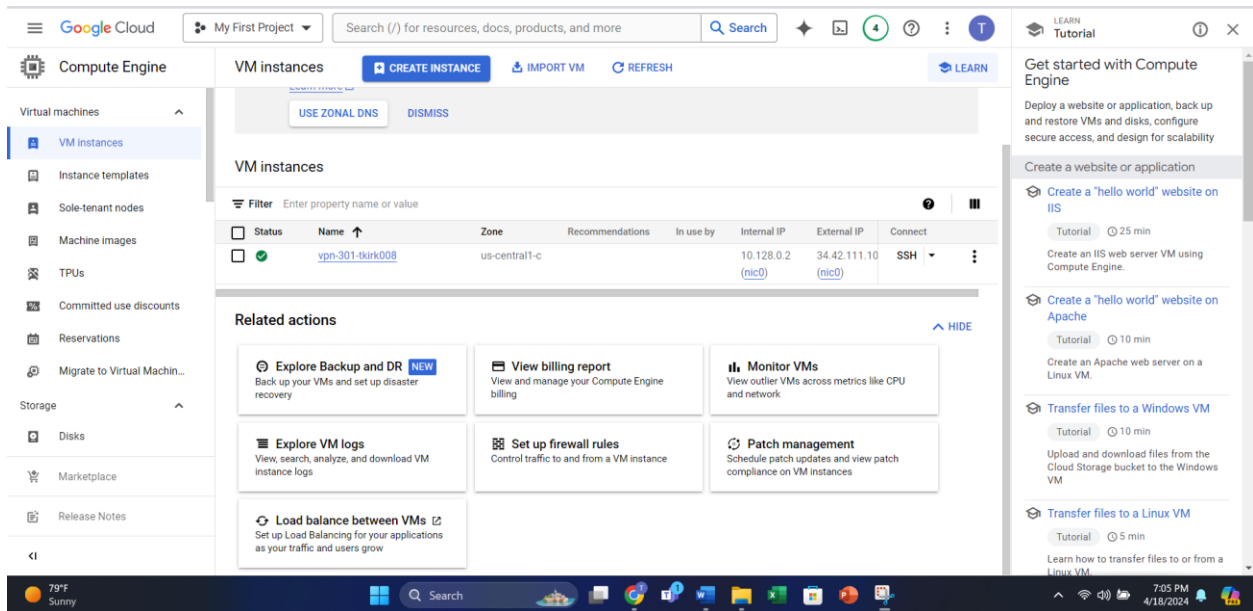 Google Cloud
My First Project
Search (/) for resources, docs, products, and more
Search
4
T
LEARN
Tutorial
Compute Engine
VM instances
CREATE INSTANCE
IMPORT VM
REFRESH
LEARN
Virtual machines
VM instances
Instance templates
Sole-tenant nodes
Machine images
TPUs
Committed use discounts
Reservations
Migrate to Virtual Machin...
Storage
Disks
Marketplace
Release Notes
Learn more
USE ZONAL DNS
DISMISS
VM instances
Filter Enter property name or value
Status Name Zone Recommendations In use by Internal IP External IP Connect
vpn-301-tkirk008 us-central1-c 10.128.0.2 34.42.111.10 SSH
(nic0) (nic0)
Related actions
HIDE
Explore Backup and DR NEW
Back up your VMs and set up disaster
recovery
View billing report
View and manage your Compute Engine
billing
Monitor VMs
View outlier VMs across metrics like CPU
and network
Explore VM logs
View, search, analyze, and download VM
instance logs
Set up firewall rules
Control traffic to and from a VM instance
Patch management
Schedule patch updates and view patch
compliance on VM instances
Load balance between VMs
Set up Load Balancing for your applications
as your traffic and users grow
Get started with Compute
Engine
Deploy a website or application, back up
and restore VMs and disks, configure
secure access, and design for scalability
Create a website or application
Create a "hello world" website on
IIS
Tutorial 25 min
Create an IIS web server VM using
Compute Engine.
Create a "hello world" website on
Apache
Tutorial 10 min
Create an Apache web server on a
Linux VM.
Transfer files to a Windows VM
Tutorial 10 min
Upload and download files from the
Cloud Storage bucket to the Windows
VM
Transfer files to a Linux VM
Tutorial 5 min
Learn how to transfer files to or from a
Linux VM.
79°F
Sunny
Search
7:05 PM
4/18/2024